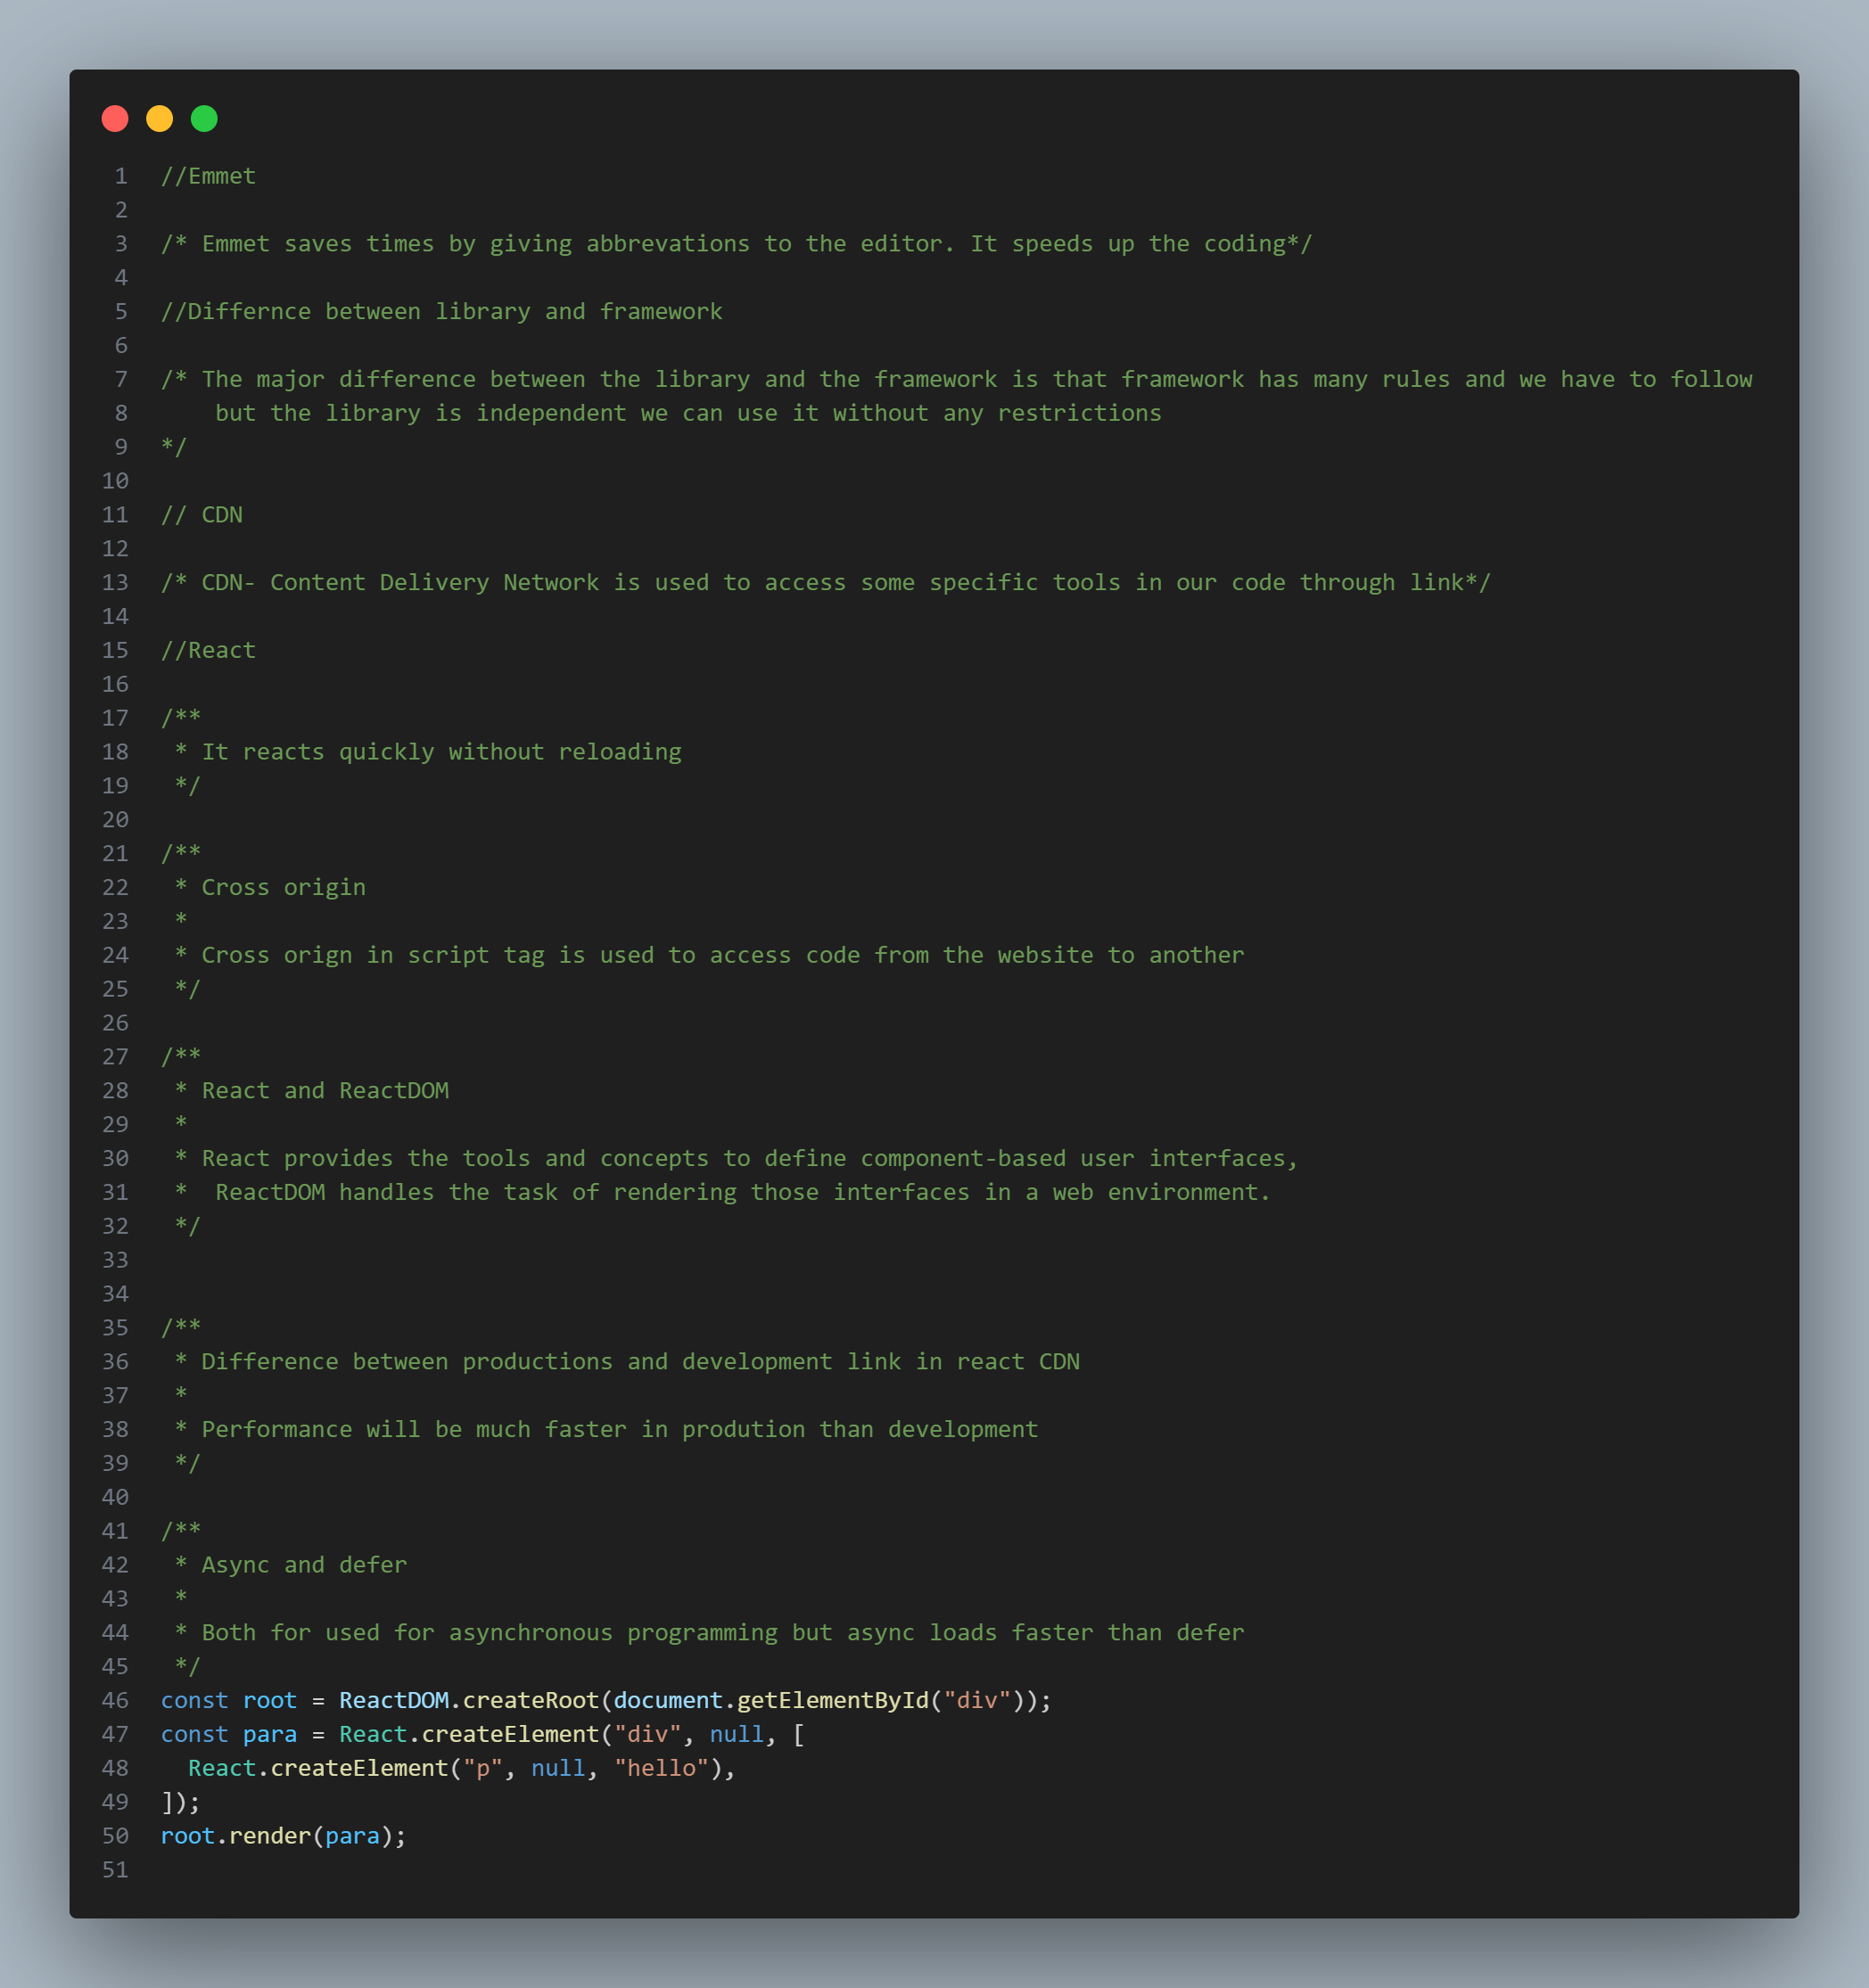 1 //Emmet
2
3 /* Emmet saves times by giving abbrevations to the editor. It speeds up the coding*/
4
5 //Differnce between library and framework
6
7 /* The major difference between the library and the framework is that framework has many rules and we have to follow
8     but the library is independent we can use it without any restrictions
9 */
10
11 // CDN
12
13 /* CDN- Content Delivery Network is used to access some specific tools in our code through link*/
14
15 //React
16
17 /**
18  * It reacts quickly without reloading
19  */
20
21 /**
22  * Cross origin
23  *
24  * Cross orign in script tag is used to access code from the website to another
25  */
26
27 /**
28  * React and ReactDOM
29  *
30  * React provides the tools and concepts to define component-based user interfaces,
31  *  ReactDOM handles the task of rendering those interfaces in a web environment.
32  */
33
34
35 /**
36  * Difference between productions and development link in react CDN
37  *
38  * Performance will be much faster in prodution than development
39  */
40
41 /**
42  * Async and defer
43  *
44  * Both for used for asynchronous programming but async loads faster than defer
45  */
46 const root = ReactDOM.createRoot(document.getElementById("div"));
47 const para = React.createElement("div", null, [
48   React.createElement("p", null, "hello"),
49 ]);
50 root.render(para);
51